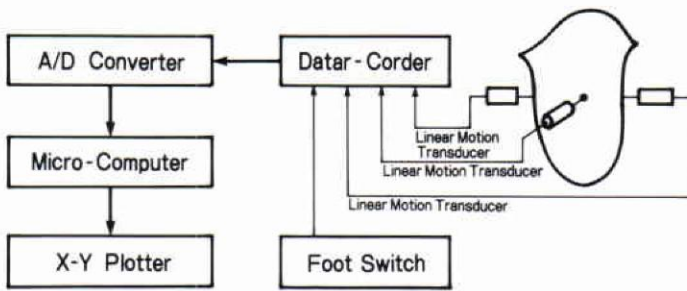 A/D Converter
Datar-Corder
Micro-Computer
Linear Motion
Transducer
Linear Motion Transducer
Linear Motion Transducer
X-Y Plotter
Foot Switch